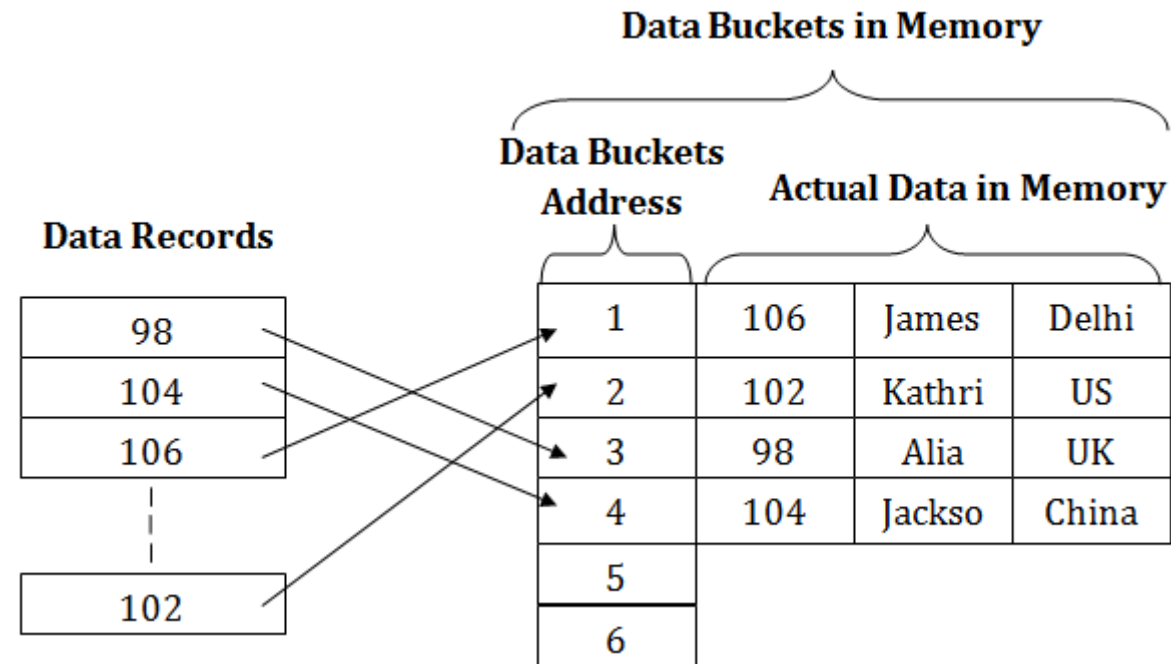 Data Buckets in Memory
Data Buckets
Address
Actual Data in Memory
Data Records
98
104
106
102
1 106 James Delhi
2 102 Kathri US
3 98 Alia UK
4 104 Jackso China
5
6